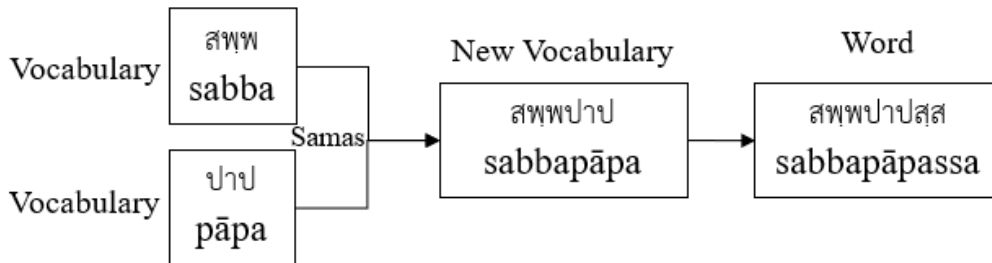 Vocabulary
สพฺพ
sabba
Vocabulary
ปาป
pāpa
Samas
New Vocabulary
สพฺพปาป
sabbapāpa
Word
สพฺพปาปสฺส
sabbapāpassa